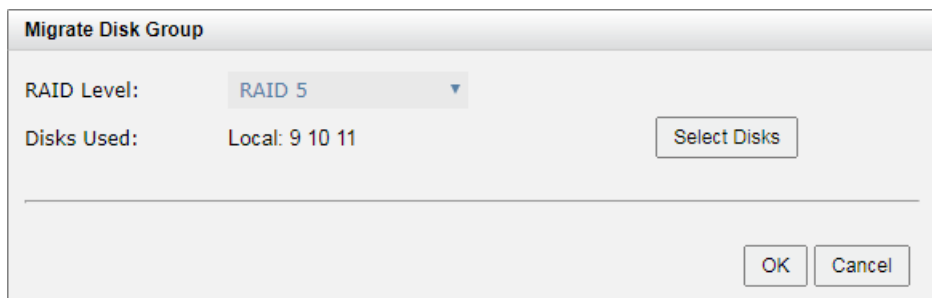 Migrate Disk Group
RAID Level: RAID 5
Disks Used: Local: 9 10 11 Select Disks
OK Cancel